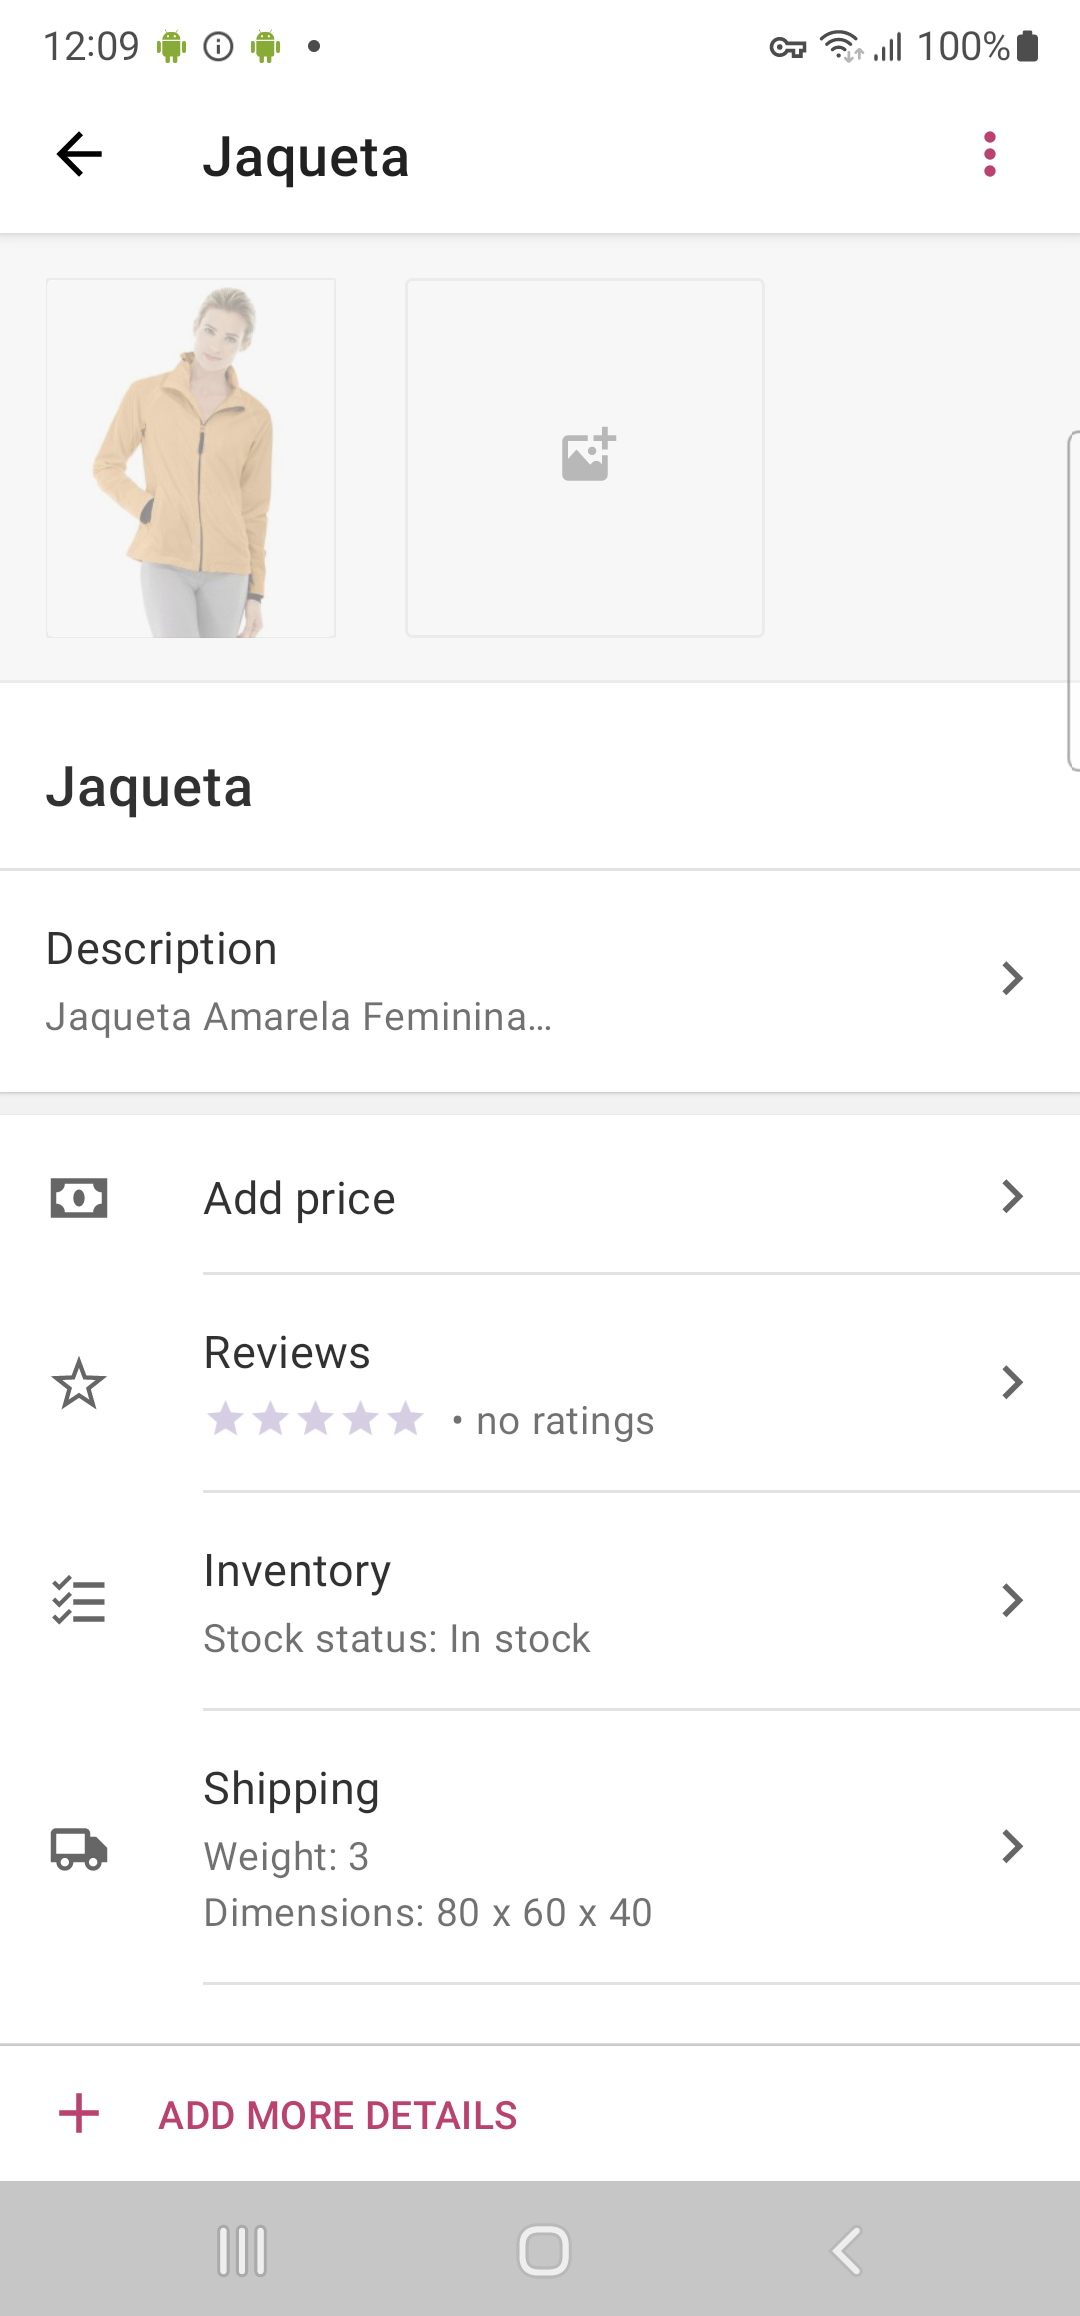 12:09
100%
Jaqueta
Jaqueta
Description
Jaqueta Amarela Feminina...
Add price
Reviews
• no ratings
Inventory
Stock status: In stock
Shipping
Weight: 3
Dimensions: 80 x 60 x 40
ADD MORE DETAILS